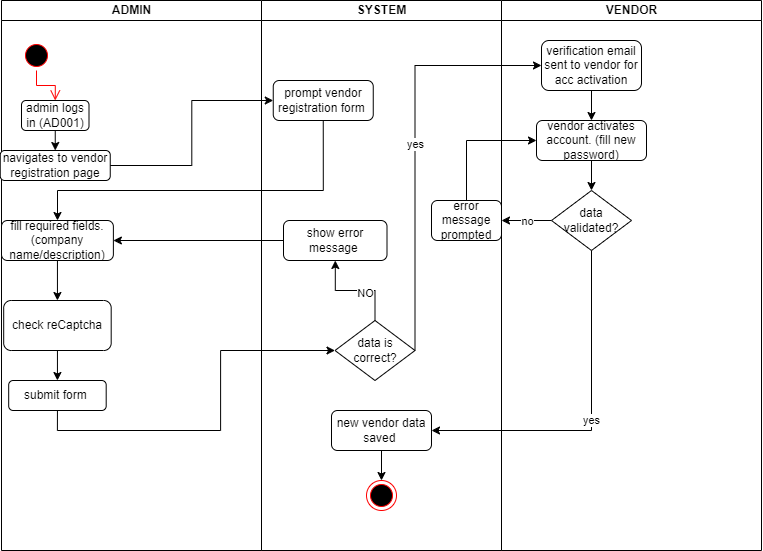 ADMIN
SYSTEM
VENDOR
admin logs
in (AD001)
navigates to vendor
registration page
prompt vendor
registration form
fill required fields.
(company
name/description)
check reCaptcha
submit form
show error
message
NO
data is
correct?
yes
verification email
sent to vendor for
acc activation
vendor activates
account. (fill new
password)
data
validated?
no
error
message
prompted
yes
new vendor data
saved